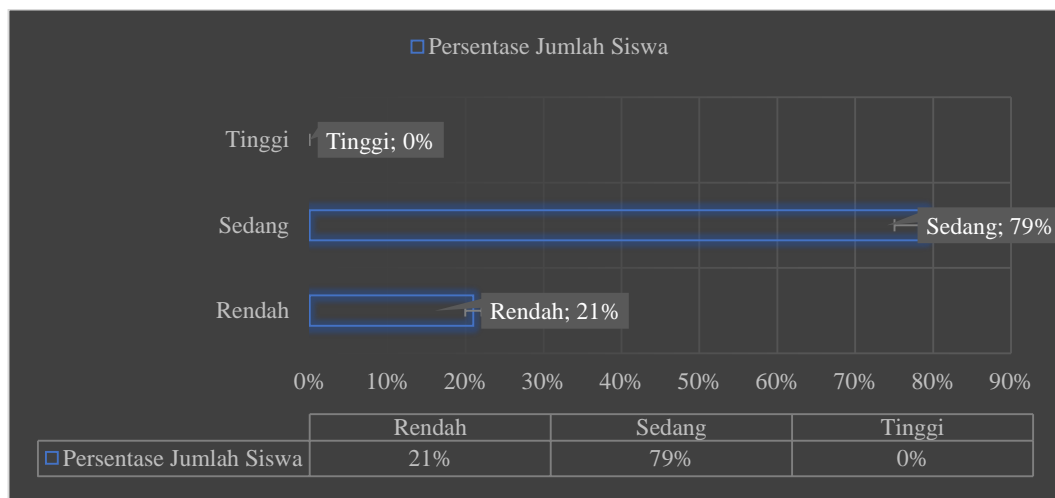 Persentase Jumlah Siswa
Tinggi
Tinggi; 0%
Sedang
Sedang; 79%
Rendah
Rendah; 21%
0% 10% 20% 30% 40% 50% 60% 70% 80% 90%
Rendah Sedang Tinggi
Persentase Jumlah Siswa 21% 79% 0%